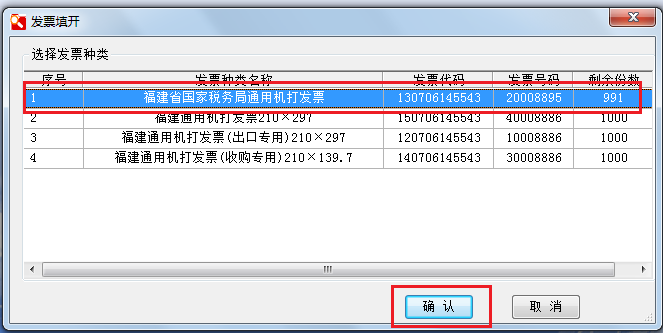 发票填开
选择发票种类
序号 发票种类名称 发票代码 发票号码 剩余份数
1 福建省国家税务局通用机打发票 130706145543 20008895 991
2 福建通用机打发票210×297 150706145543 40008886 1000
3 福建通用机打发票(出口专用)210×297 120706145543 10008886 1000
4 福建通用机打发票(收购专用)210×139.7 140706145543 30008886 1000
确 认 取 消